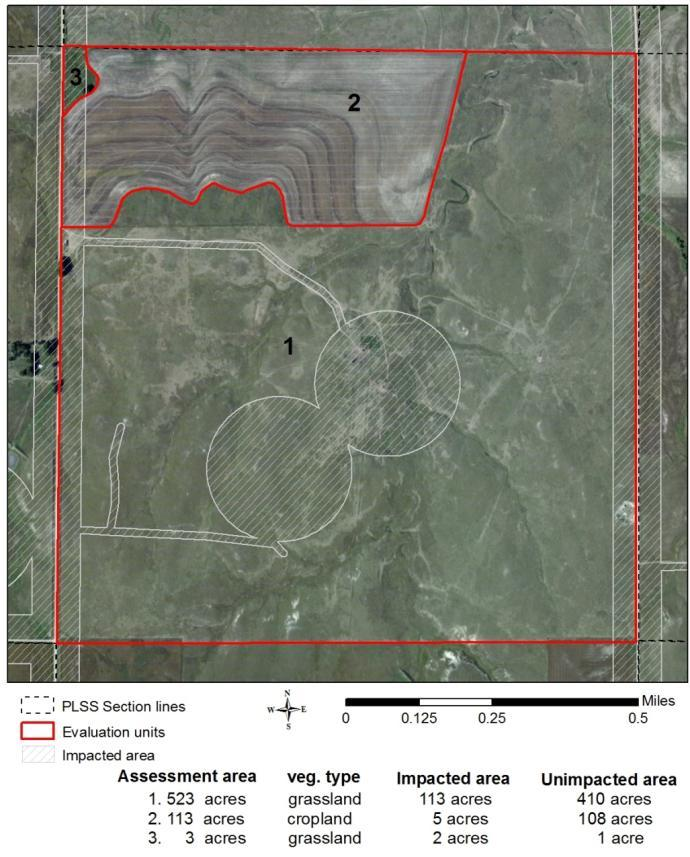 3
2
1
PLSS Section lines
Evaluation units
Impacted area
N
W E
S
Miles
0 0.125 0.25 0.5
Assessment area veg. type Impacted area Unimpacted area
1. 523 acres grassland 113 acres 410 acres
2. 113 acres cropland 5 acres 108 acres
3. 3 acres grassland 2 acres 1 acre